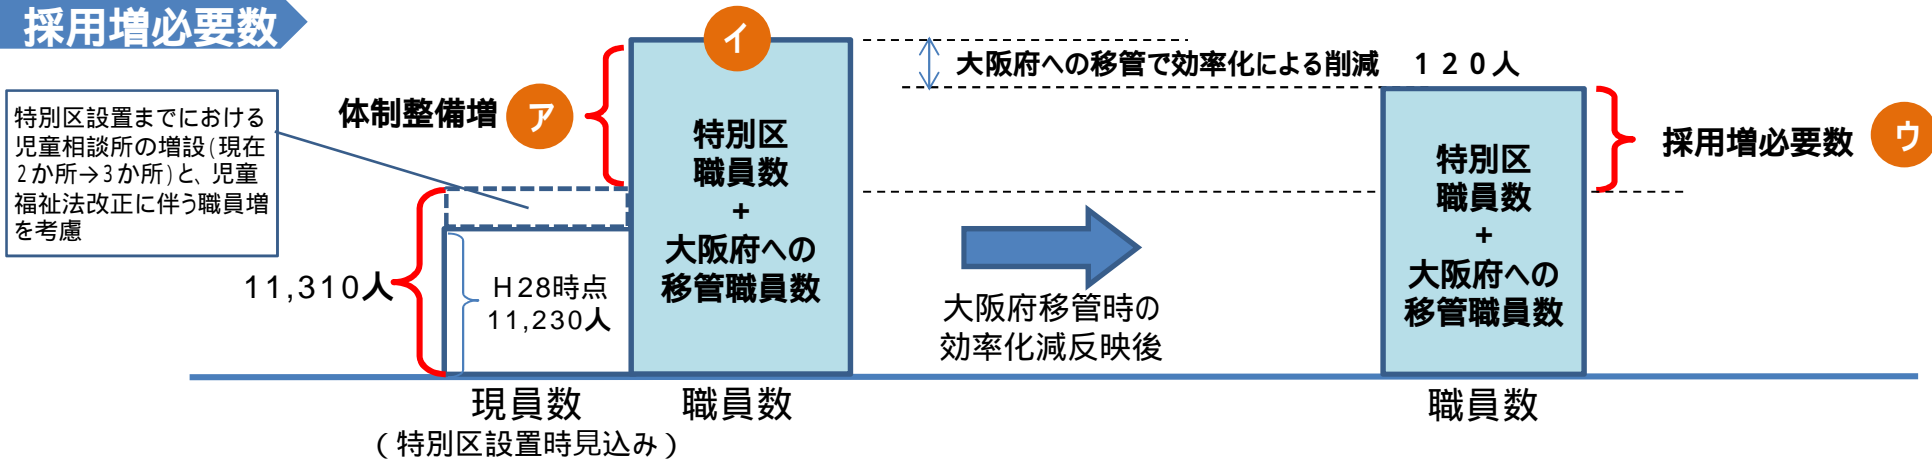 採用増必要数
特別区設置までにおける
児童相談所の増設(現在
2か所→3か所)と、児童
福祉法改正に伴う職員増
を考慮
体制整備増 ア
イ
特別区
職員数
+
大阪府への
移管職員数
11,310人
H28時点
11,230人
現員数
(特別区設置時見込み)
職員数
大阪府への移管で効率化による削減 120人
大阪府移管時の
効率化減反映後
特別区
職員数
+
大阪府への
移管職員数
採用増必要数 ウ
職員数